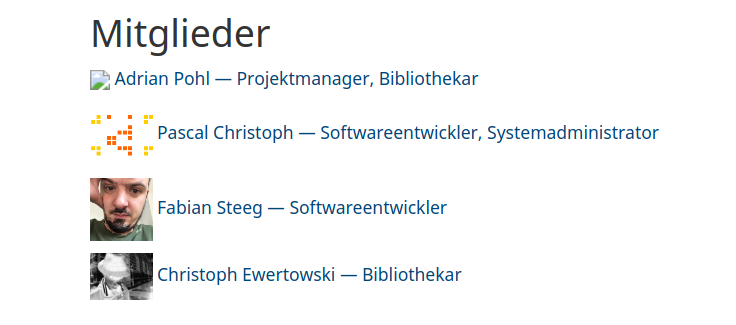 Mitglieder
Adrian Pohl — Projektmanager, Bibliothekar
Pascal Christoph — Softwareentwickler, Systemadministrator
Fabian Steeg — Softwareentwickler
Christoph Ewertowski — Bibliothekar